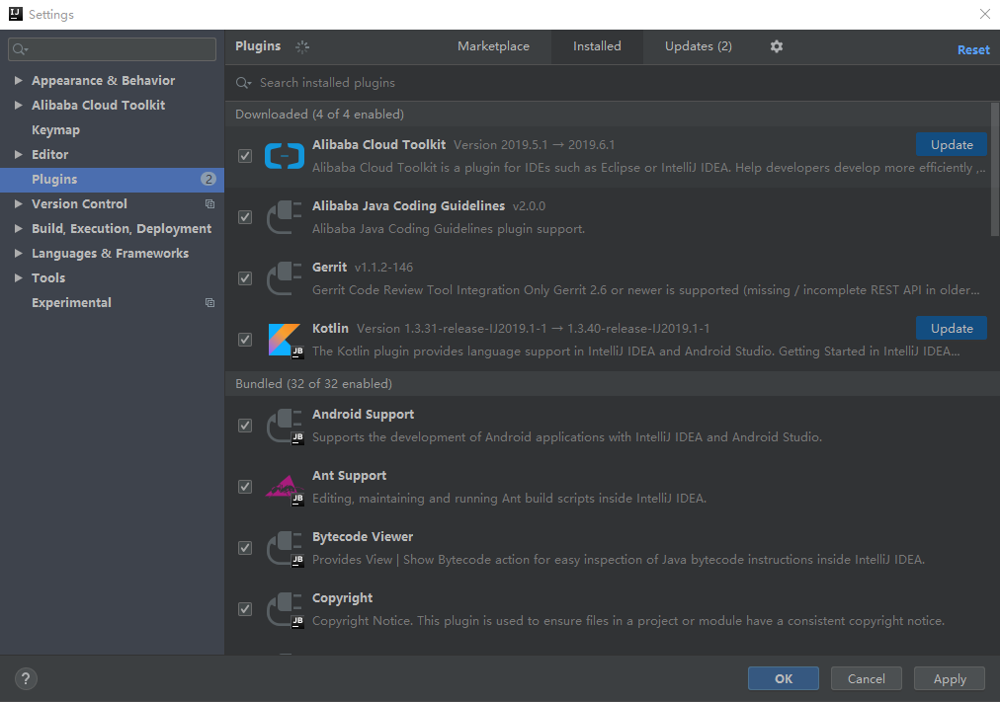 IJ Settings
Plugins Marketplace Installed Updates (2) Reset
Appearance & Behavior
Alibaba Cloud Toolkit
Keymap
Editor
Plugins 2
Version Control
Build, Execution, Deployment
Languages & Frameworks
Tools
Experimental
Search installed plugins
Downloaded (4 of 4 enabled)
Alibaba Cloud Toolkit Version 2019.5.1 → 2019.6.1 Update
Alibaba Cloud Toolkit is a plugin for IDEs such as Eclipse or IntelliJ IDEA. Help developers develop more efficiently ,...
Alibaba Java Coding Guidelines v2.0.0
Alibaba Java Coding Guidelines plugin support.
Gerrit v1.1.2-146
Gerrit Code Review Tool Integration Only Gerrit 2.6 or newer is supported (missing / incomplete REST API in older...
Kotlin Version 1.3.31-release-IJ2019.1-1 → 1.3.40-release-IJ2019.1-1 Update
JB
The Kotlin plugin provides language support in IntelliJ IDEA and Android Studio. Getting Started in IntelliJ IDEA...
Bundled (32 of 32 enabled)
Android Support
JB
Supports the development of Android applications with IntelliJ IDEA and Android Studio.
Ant Support
JB
Editing, maintaining and running Ant build scripts inside IntelliJ IDEA.
Bytecode Viewer
JB
Provides View | Show Bytecode action for easy inspection of Java bytecode instructions inside IntelliJ IDEA.
Copyright
JB
Copyright Notice. This plugin is used to ensure files in a project or module have a consistent copyright notice.
? OK Cancel Apply